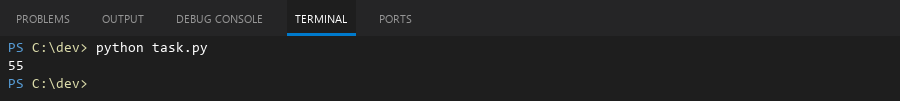 PROBLEMS OUTPUT DEBUG CONSOLE TERMINAL PORTS
PS C:\dev> python task.py
55
PS C:\dev>